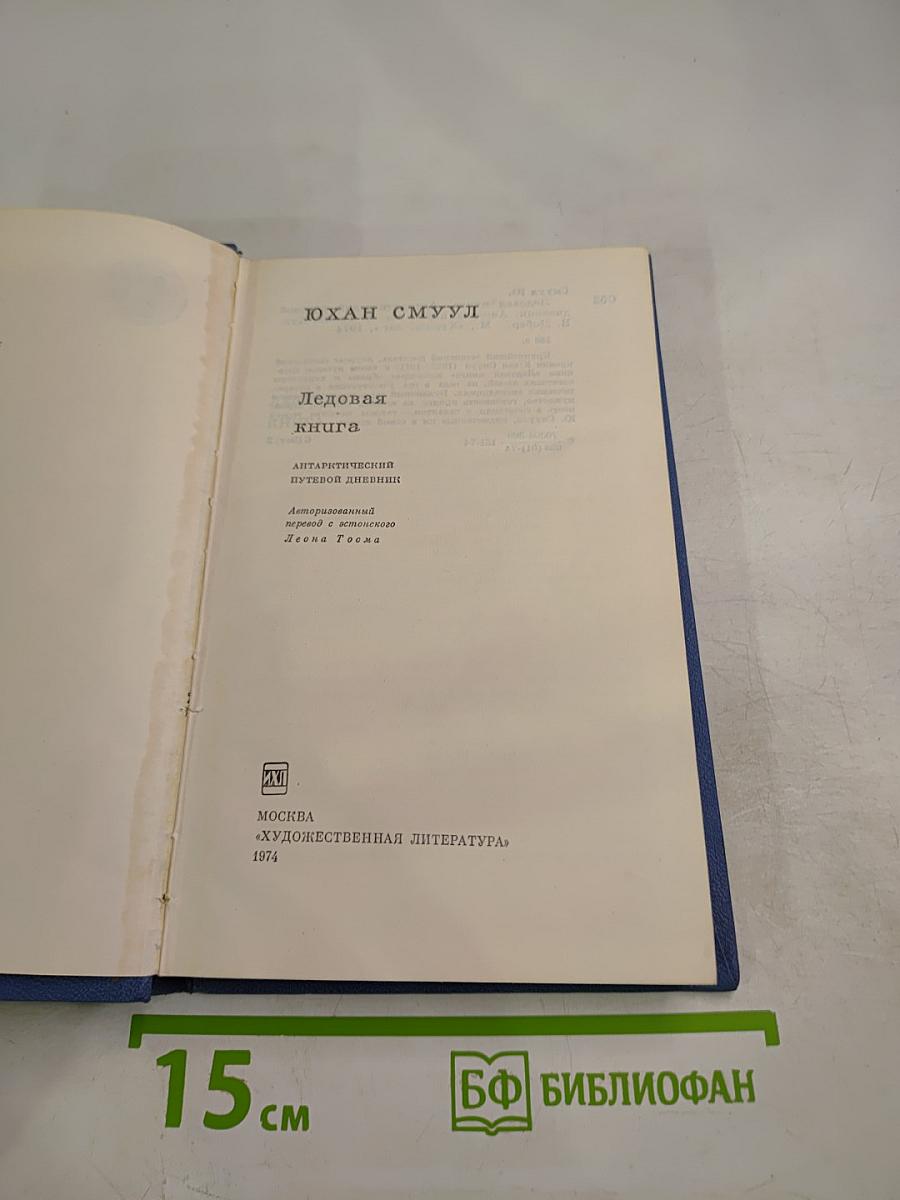 ЮХАН СМУУЛ
Ледовая
книга
АНТАРКТИЧЕСКИЙ
ПУТЕВОЙ ДНЕВНИК
Авторизованный
перевод с эстонского
Леона Тоома
ИХЛ
МОСКВА
«ХУДОЖЕСТВЕННАЯ ЛИТЕРАТУРА»
1974
15 см
БФ БИБЛИОФАН